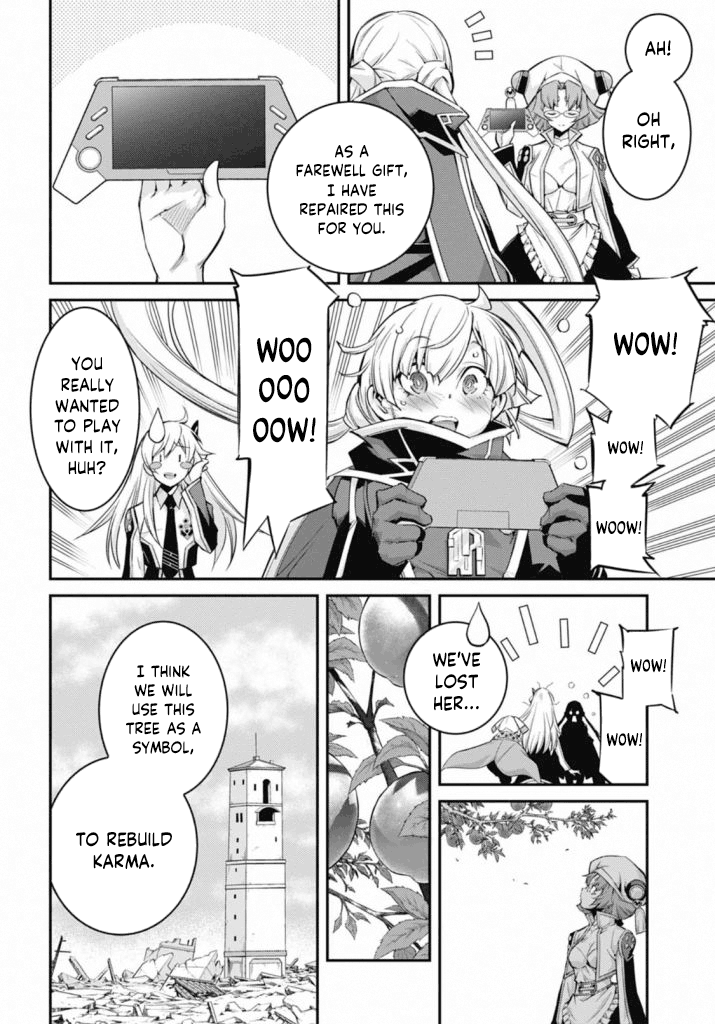 AH!
OH
RIGHT,
AS A
FAREWELL GIFT,
I HAVE
REPAIRED THIS
FOR YOU.
WOW!
WOW!
WOOW!
WOO
OOO
OOW!
YOU
REALLY
WANTED
TO PLAY
WITH IT,
HUH?
WOW!
WOW!
WE'VE
LOST
HER...
I THINK
WE WILL
USE THIS
TREE AS A
SYMBOL,
TO REBUILD
KARMA.